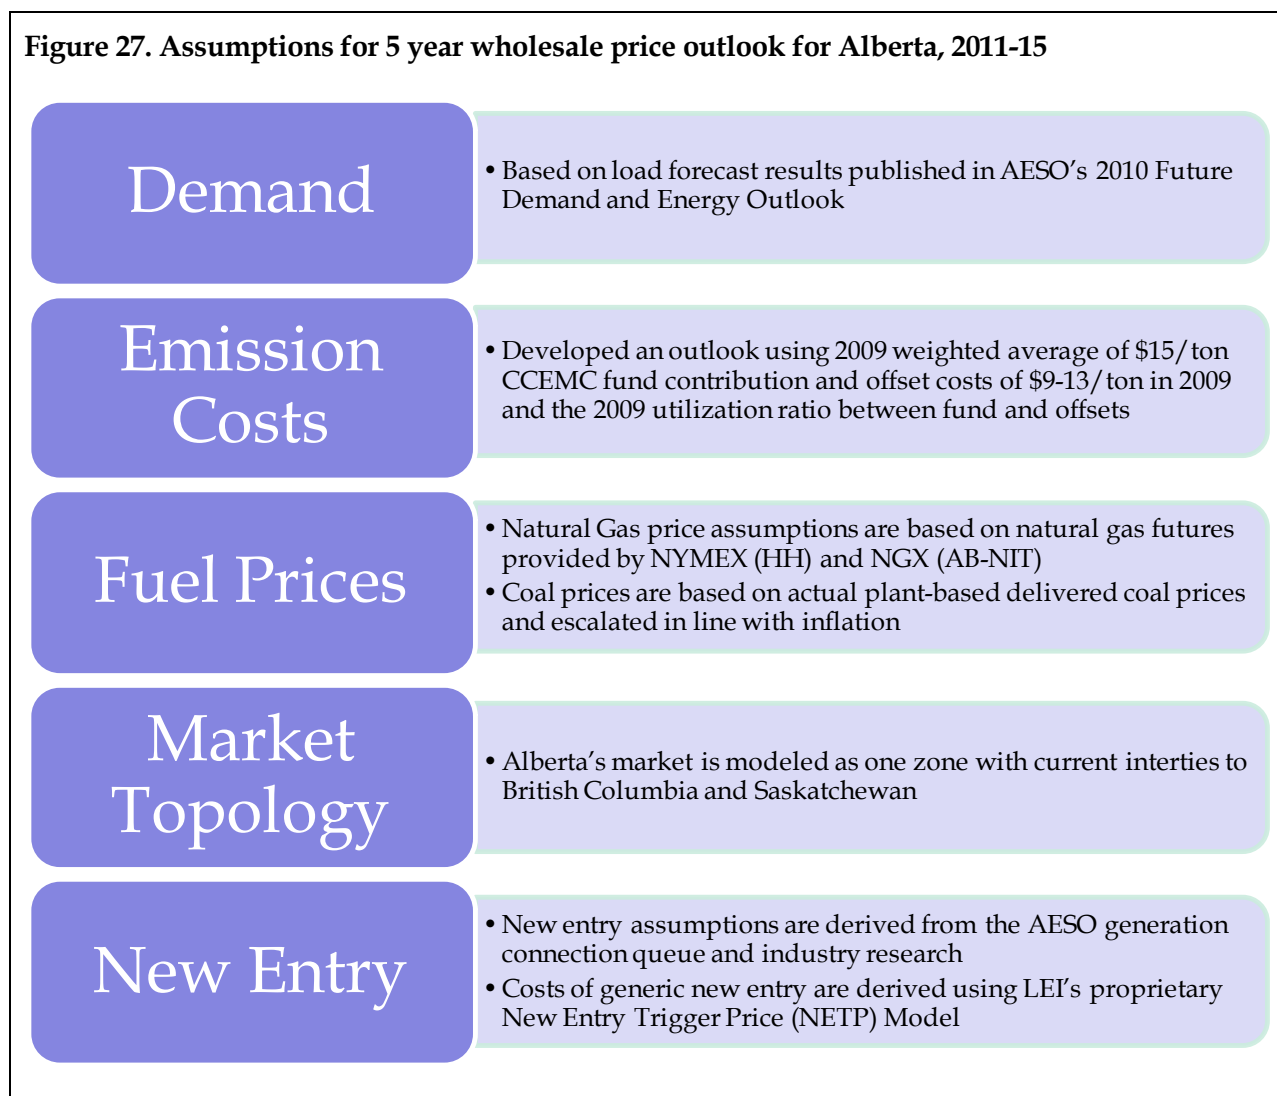 Figure 27. Assumptions for 5 year wholesale price outlook for Alberta, 2011-15
Demand
• Based on load forecast results published in AESO’s 2010 Future
Demand and Energy Outlook
Emission
Costs
• Developed an outlook using 2009 weighted average of $15/ton
CCEMC fund contribution and offset costs of $9-13/ton in 2009
and the 2009 utilization ratio between fund and offsets
Fuel Prices
• Natural Gas price assumptions are based on natural gas futures
provided by NYMEX (HH) and NGX (AB-NIT)
• Coal prices are based on actual plant-based delivered coal prices
and escalated in line with inflation
Market
Topology
• Alberta’s market is modeled as one zone with current interties to
British Columbia and Saskatchewan
New Entry
• New entry assumptions are derived from the AESO generation
connection queue and industry research
• Costs of generic new entry are derived using LEI’s proprietary
New Entry Trigger Price (NETP) Model